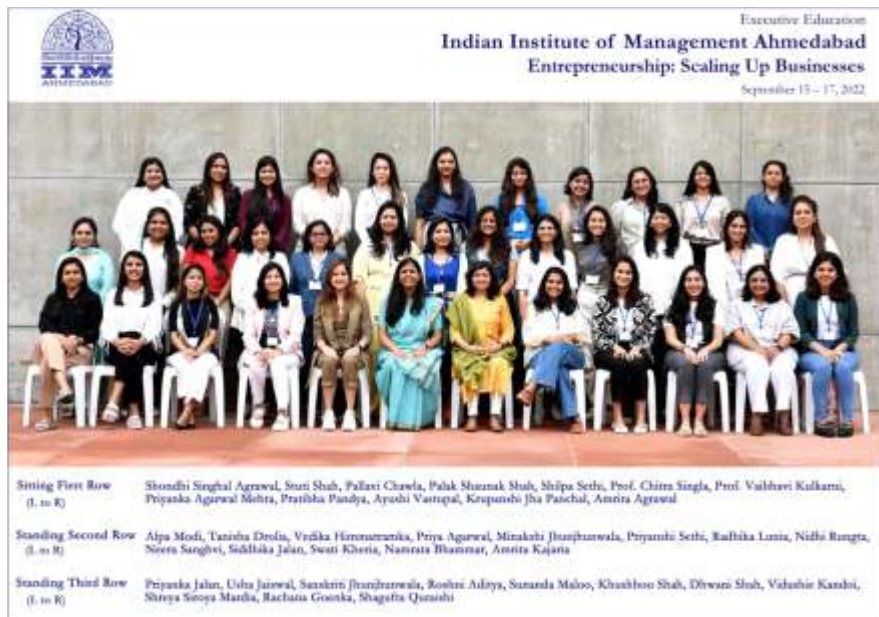 IIM
AHMEDABAD
Executive Education
Indian Institute of Management Ahmedabad
Entrepreneurship: Scaling Up Businesses
September 15 – 17, 2022
Sitting First Row
(L to R)
Shondhi Singhal Agrawal, Stuti Shah, Pallavi Chawla, Palak Shaunak Shah, Shilpa Sethi, Prof. Chitra Singla, Prof. Vaibhavi Kulkarni,
Priyanka Agarwal Mehta, Pratibha Pandya, Ayushi Vastupal, Krupanshi Jha Panchal, Amrita Agrawal
Standing Second Row
(L to R)
Alpa Modi, Tanisha Drolia, Vedika Himmatramka, Priya Agarwal, Minakshi Jhunjhunwala, Priyanshi Sethi, Radhika Lunia, Nidhi Rungta,
Neera Sanghvi, Siddhika Jalan, Swati Kheria, Namrata Bhammar, Amrita Kajaria
Standing Third Row
(L to R)
Priyanka Jalan, Usha Jaiswal, Sanskriti Jhunjhunwala, Roshni Aditya, Sunanda Maloo, Khushboo Shah, Dhwani Shah, Vidushie Kandoi,
Shreya Siroya Mardia, Rachana Goenka, Shagufta Quraishi